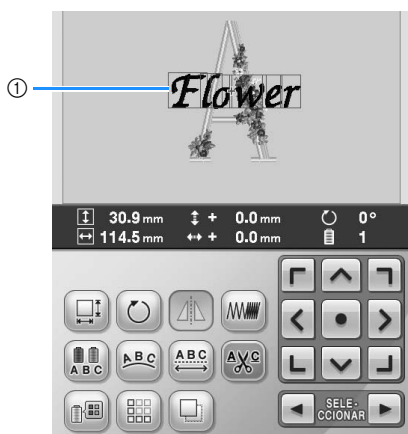 ①
A
Flower
30.9 mm + 0.0 mm 0°
114.5 mm + 0.0 mm 1
A B C A B C A B C A C
SELE-
CCIONAR